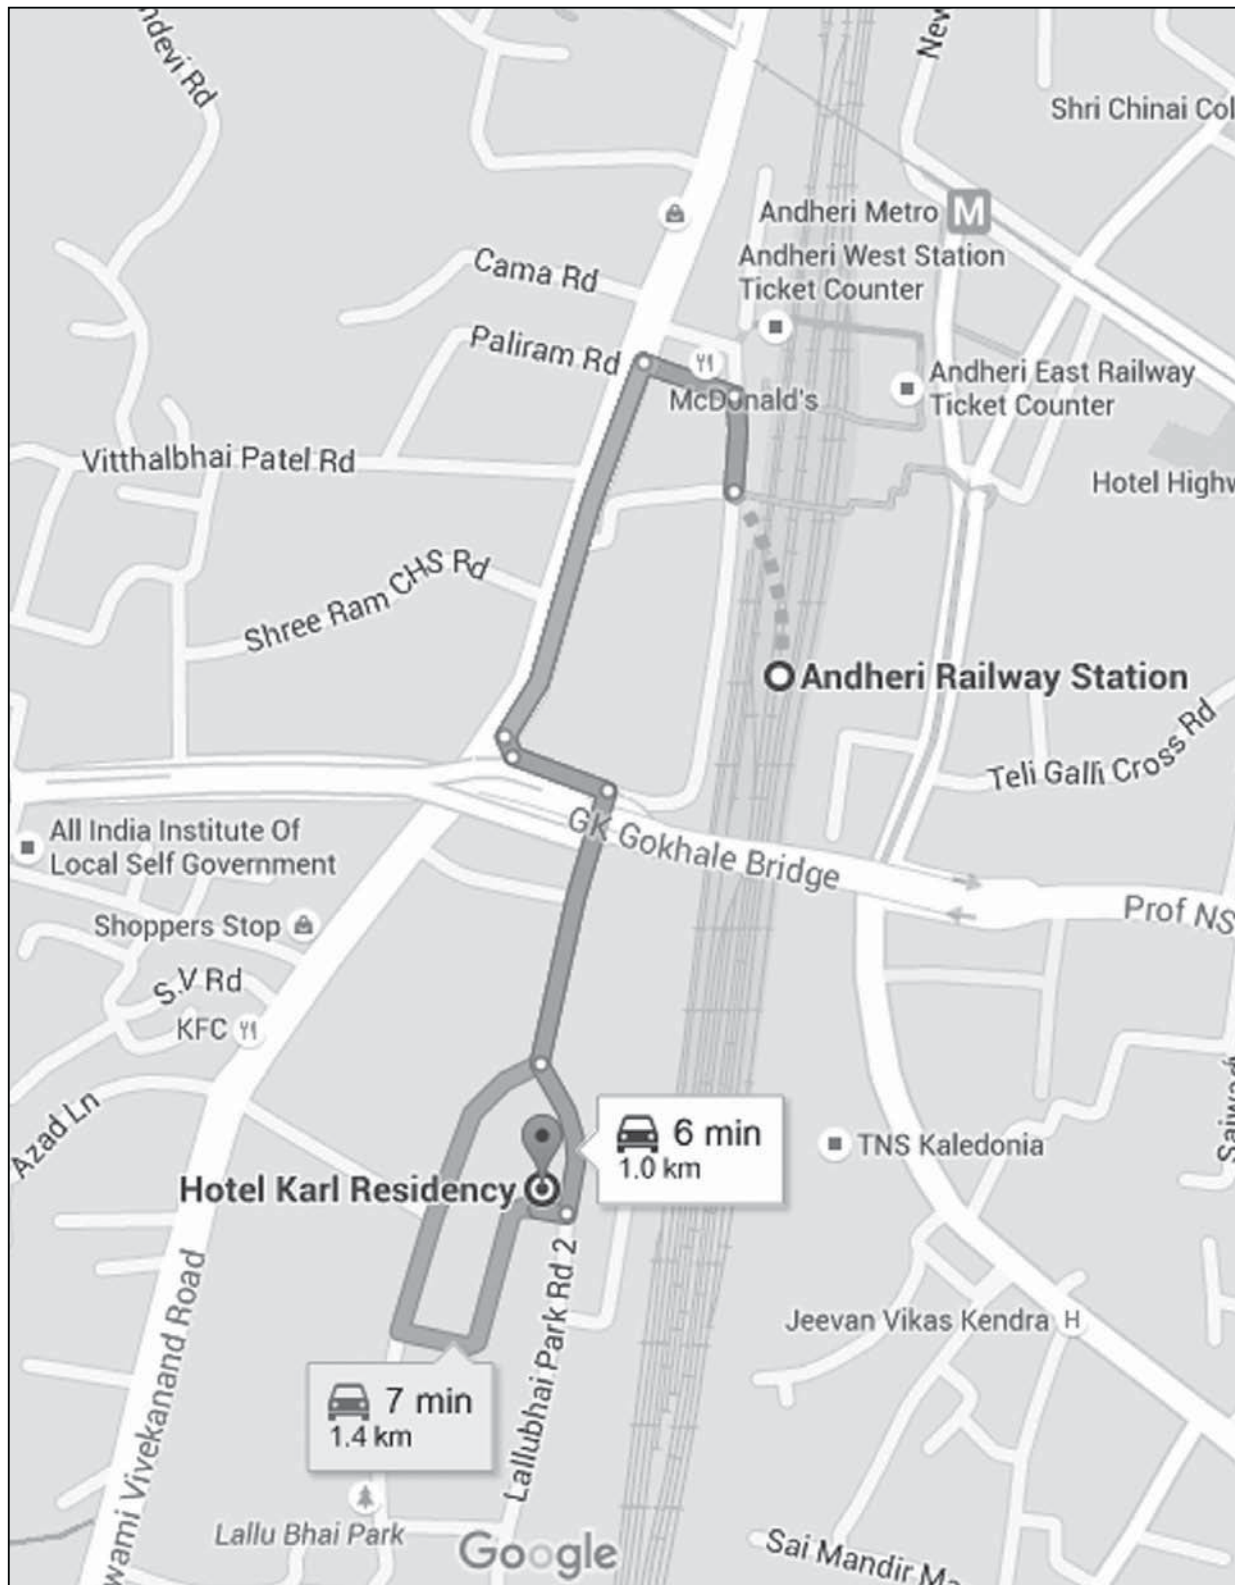 ndevi Rd
New
Shri Chinai Col
Andheri Metro M
Andheri West Station
Ticket Counter
Cama Rd
Paliram Rd
McDonald's
Andheri East Railway
Ticket Counter
Vitthalbhai Patel Rd
Hotel Highw
Shree Ram CHS Rd
Andheri Railway Station
Teli Galli Cross Rd
All India Institute Of
Local Self Government
GK Gokhale Bridge
Prof NS
Shoppers Stop
S.V Rd
KFC
Azad Ln
6 min
1.0 km
TNS Kaledonia
Hotel Karl Residency
Lallubhai Park Rd 2
Jeevan Vikas Kendra H
7 min
1.4 km
wami Vivekanand Road
Lallu Bhai Park
Google
Sai Mandir Ma